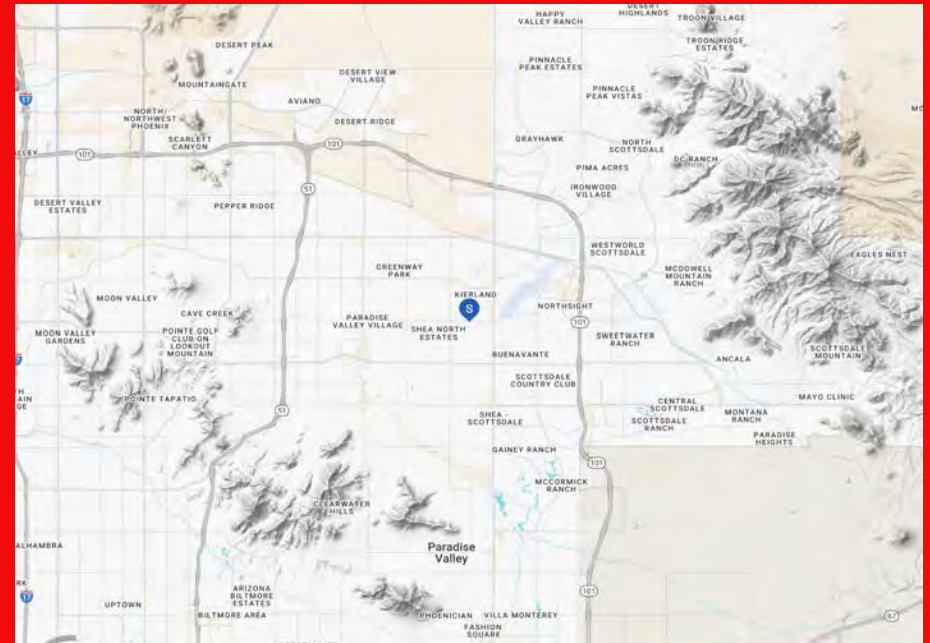 HAPPY
VALLEY RANCH
DESERT
HIGHLANDS
TROON VILLAGE
DESERT PEAK
TROON RIDGE
ESTATES
PINNACLE
PEAK ESTATES
MOUNTAINGATE
DESERT VIEW
VILLAGE
PINNACLE
PEAK VISTAS
17
AVIANO
NORTH/
NORTHWEST
PHOENIX
DESERT RIDGE
SCARLETT
CANYON
GRAYHAWK
NORTH
SCOTTSDALE
101
101
DC RANCH
PIMA ACRES
51
IRONWOOD
VILLAGE
DESERT VALLEY
ESTATES
PEPPER RIDGE
WESTWORLD
SCOTTSDALE
EAGLES NEST
GREENWAY
PARK
MCDOWELL
MOUNTAIN
RANCH
MOON VALLEY
KIERLAND
S
NORTHSIGHT
CAVE CREEK
PARADISE
VALLEY VILLAGE
101
MOON VALLEY
GARDENS
POINTE GOLF
CLUB ON
LOOKOUT
MOUNTAIN
SHEA NORTH
ESTATES
SWEETWATER
RANCH
SCOTTSDALE
MOUNTAIN
BUENAVANTE
ANCALA
SCOTTSDALE
COUNTRY CLUB
POINTE TAPATIO
MAYO CLINIC
CENTRAL
SCOTTSDALE
51
SHEA -
SCOTTSDALE
SCOTTSDALE
RANCH
MONTANA
RANCH
PARADISE
HEIGHTS
GAINEY RANCH
101
MCCORMICK
RANCH
CLEARWATER
HILLS
ALHAMBRA
Paradise
Valley
17
ARIZONA
BILTMORE
ESTATES
101
UPTOWN
BILTMORE AREA
PHOENICIAN
VILLA MONTEREY
87
FASHION
SQUARE